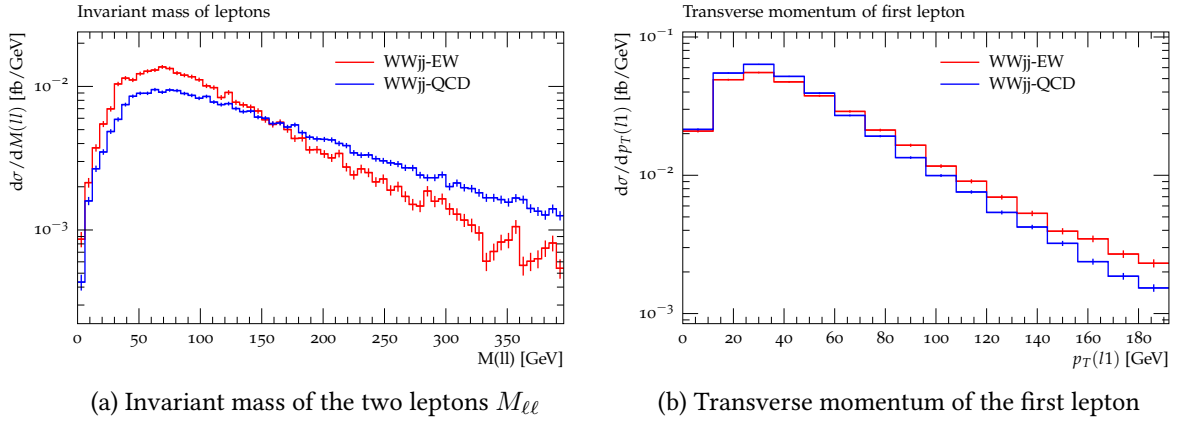 Invariant mass of leptons
dσ/dM(ll) [fb/GeV]
10⁻²
10⁻³
WWjj-EW
WWjj-QCD
0 50 100 150 200 250 300 350
M(ll) [GeV]
(a) Invariant mass of the two leptons Mℓℓ
Transverse momentum of first lepton
dσ/dp_T(l1) [fb/GeV]
10⁻¹
10⁻²
10⁻³
WWjj-EW
WWjj-QCD
0 20 40 60 80 100 120 140 160 180
p_T(l1) [GeV]
(b) Transverse momentum of the first lepton